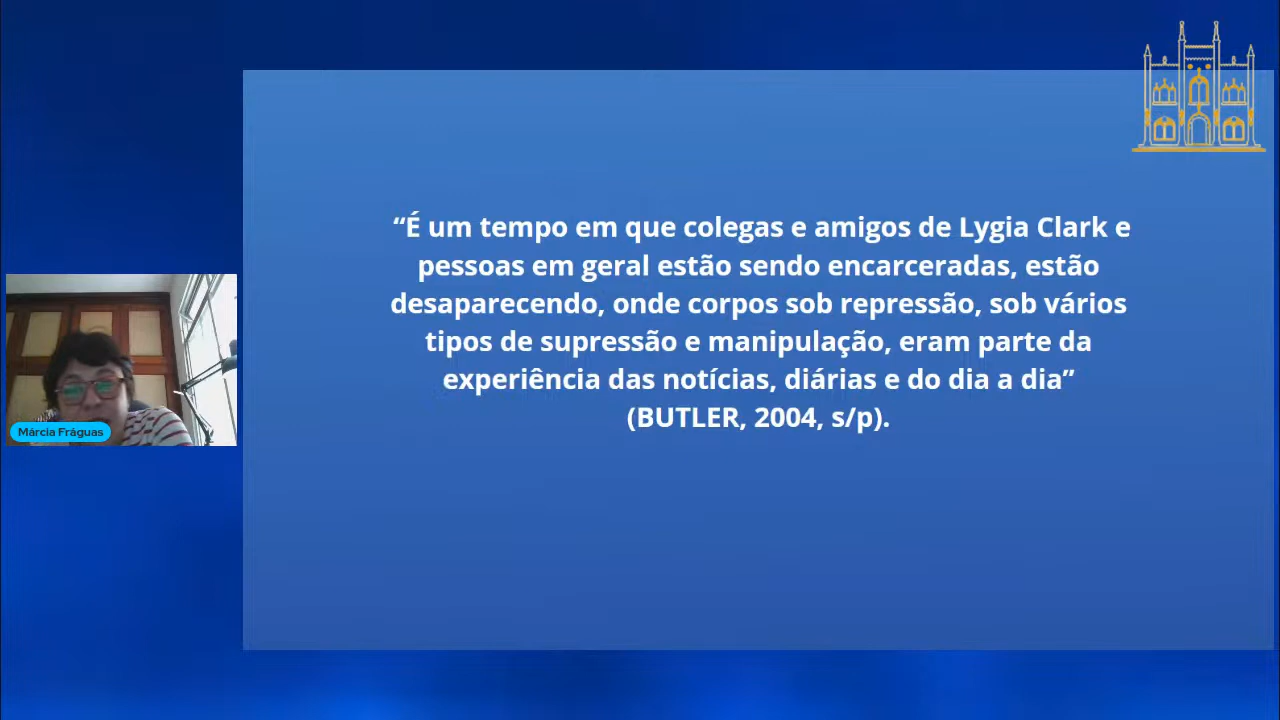 “É um tempo em que colegas e amigos de Lygia Clark e
pessoas em geral estão sendo encarceradas, estão
desaparecendo, onde corpos sob repressão, sob vários
tipos de supressão e manipulação, eram parte da
experiência das notícias, diárias e do dia a dia”
(BUTLER, 2004, s/p).
Márcia Fráguas